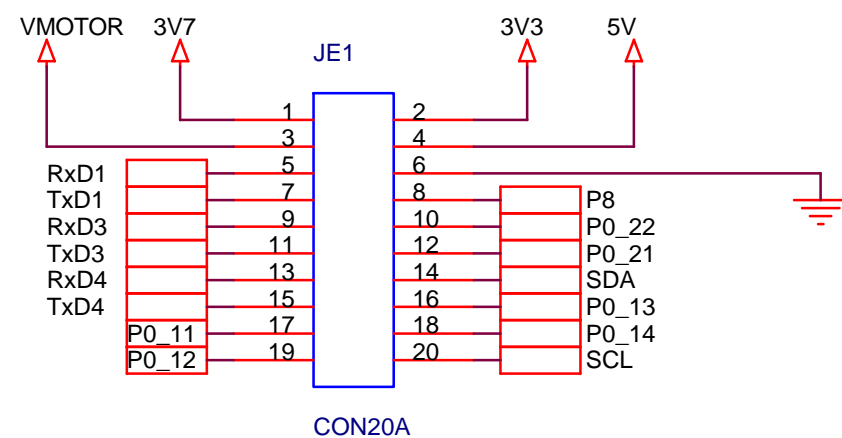 VMOTOR 3V7 3V3 5V
JE1
1 2
3 4
RxD1 5 6
TxD1 7 8 P8
RxD3 9 10 P0_22
TxD3 11 12 P0_21
RxD4 13 14 SDA
TxD4 15 16 P0_13
P0_11 17 18 P0_14
P0_12 19 20 SCL
CON20A